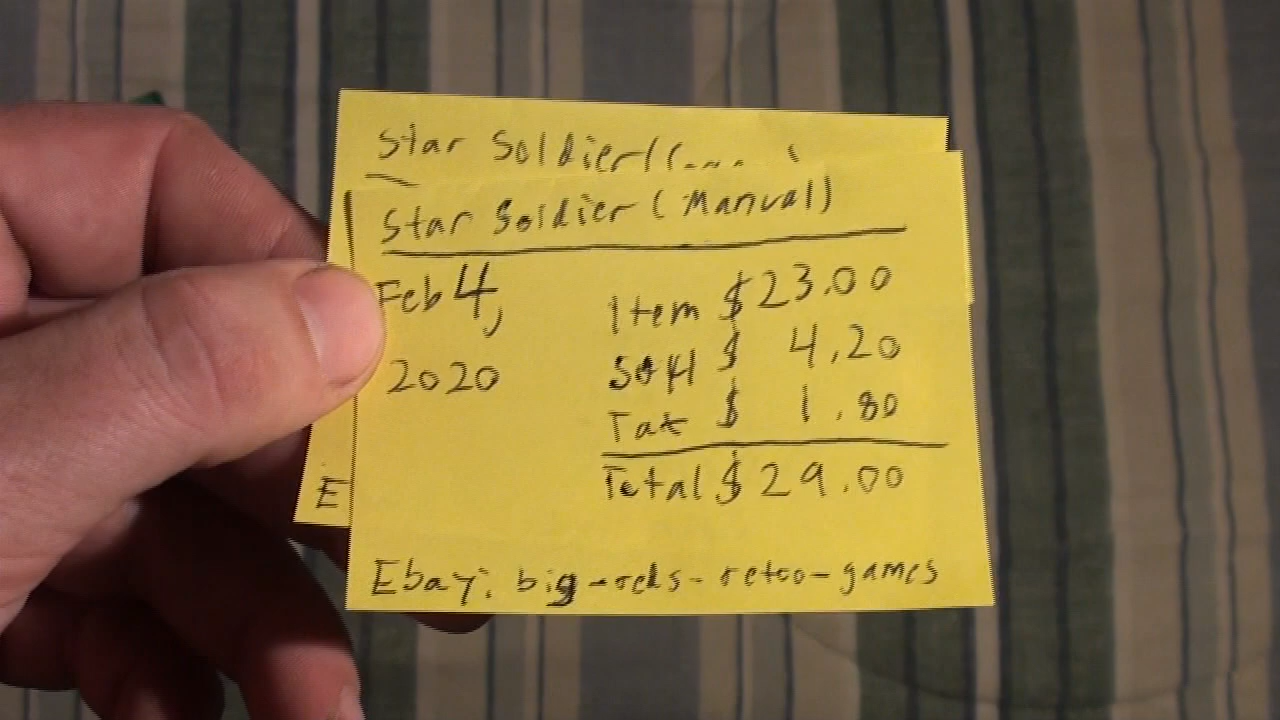 Star Soldier
Star Soldier (Manual)
Feb 4,
2020
Item $23.00
S&H $ 4.20
Tax $ 1.80
Total $29.00
E
Ebay: big-reds-retro-games